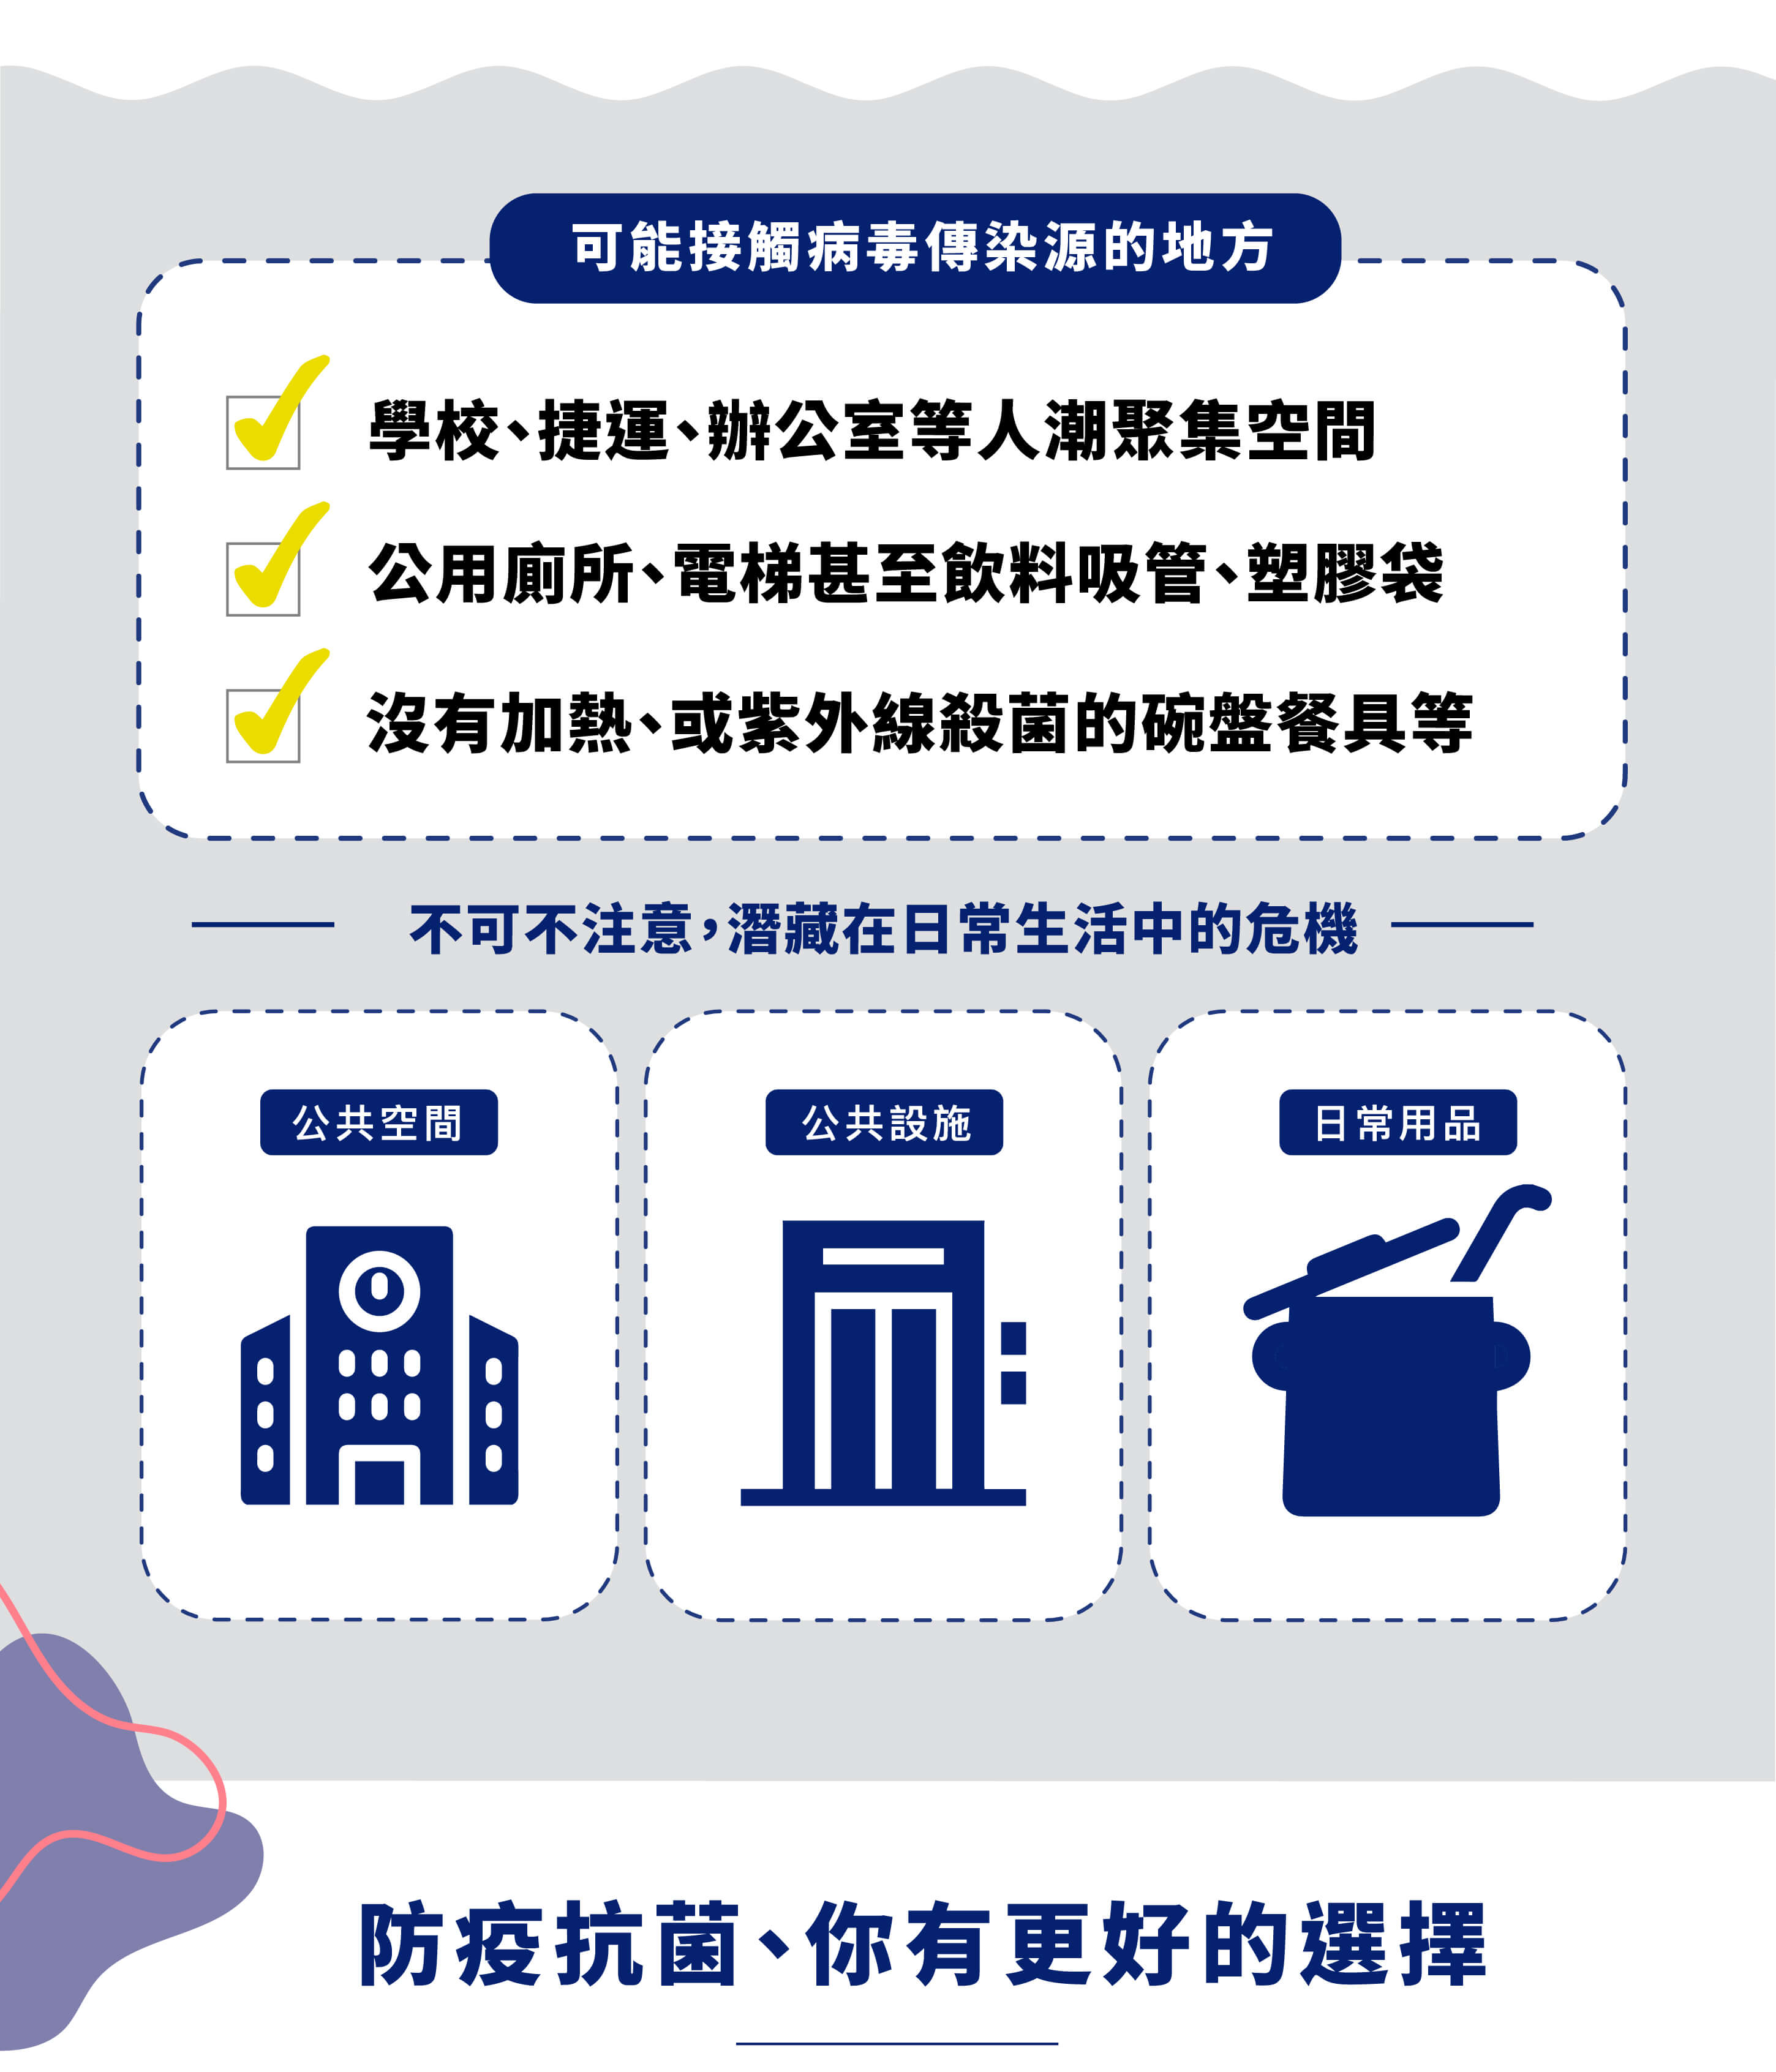 可能接觸病毒傳染源的地方
學校、捷運、辦公室等人潮聚集空間
公用廁所、電梯甚至飲料吸管、塑膠袋
沒有加熱、或紫外線殺菌的碗盤餐具等
不可不注意,潛藏在日常生活中的危機
公共空間
公共設施
日常用品
防疫抗菌、你有更好的選擇